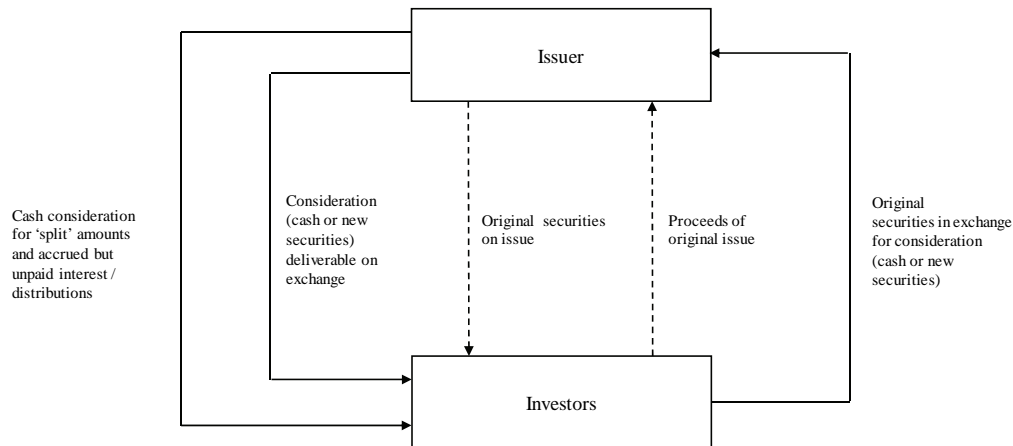 Issuer
Cash consideration
for ‘split’ amounts
and accrued but
unpaid interest /
distributions
Consideration
(cash or new
securities)
deliverable on
exchange
Original securities
on issue
Proceeds of
original issue
Original
securities in exchange
for consideration
(cash or new
securities)
Investors